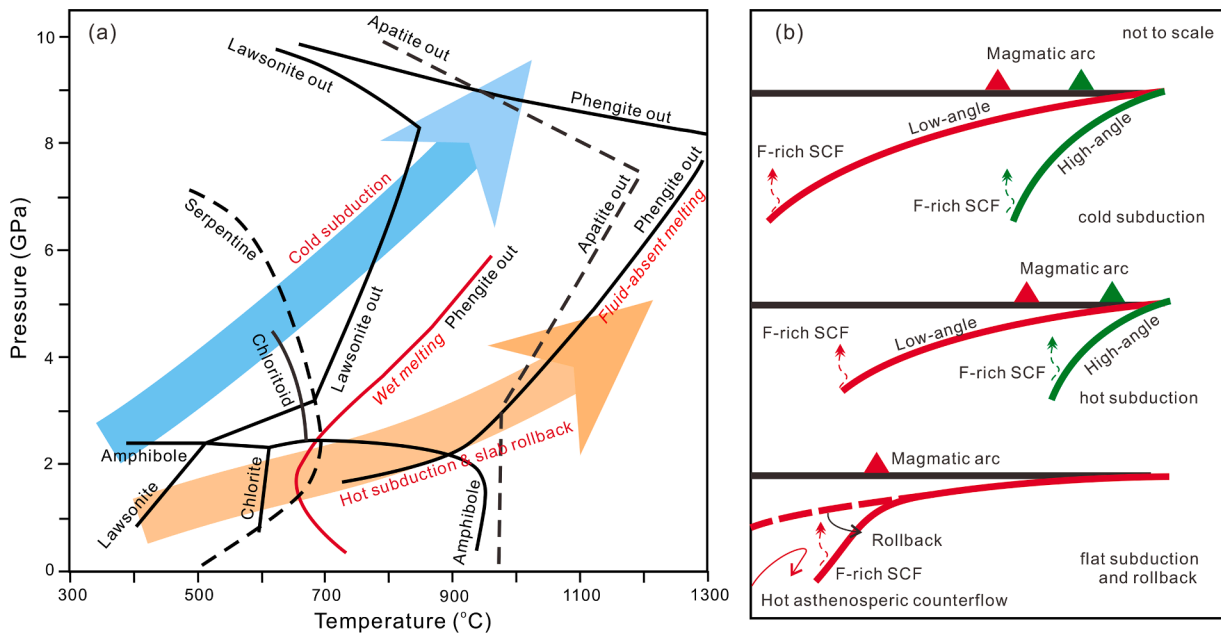 (a)
10
8
6
4
2
0
Pressure (GPa)
300
500
700
900
1100
1300
Temperature (°C)
Apatite out
Lawsonite out
Phengite out
Serpentine
Cold subduction
Apatite out
Phengite out
Fluid-absent melting
Chloritoid
Lawsonite out
Wet melting
Phengite out
Amphibole
Lawsonite
Chlorite
Hot subduction & slab rollback
Amphibole
(b)
not to scale
Magmatic arc
Low-angle
High-angle
F-rich SCF
F-rich SCF
cold subduction
Magmatic arc
F-rich SCF
Low-angle
High-angle
F-rich SCF
hot subduction
Magmatic arc
Rollback
F-rich SCF
flat subduction
and rollback
Hot asthenosperic counterflow